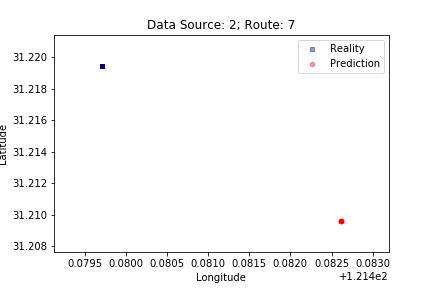 Data Source: 2; Route: 7
Reality
Prediction
31.220
31.218
31.216
31.214
31.212
31.210
31.208
Latitude
0.0795 0.0800 0.0805 0.0810 0.0815 0.0820 0.0825 0.0830
+1.214e2
Longitude